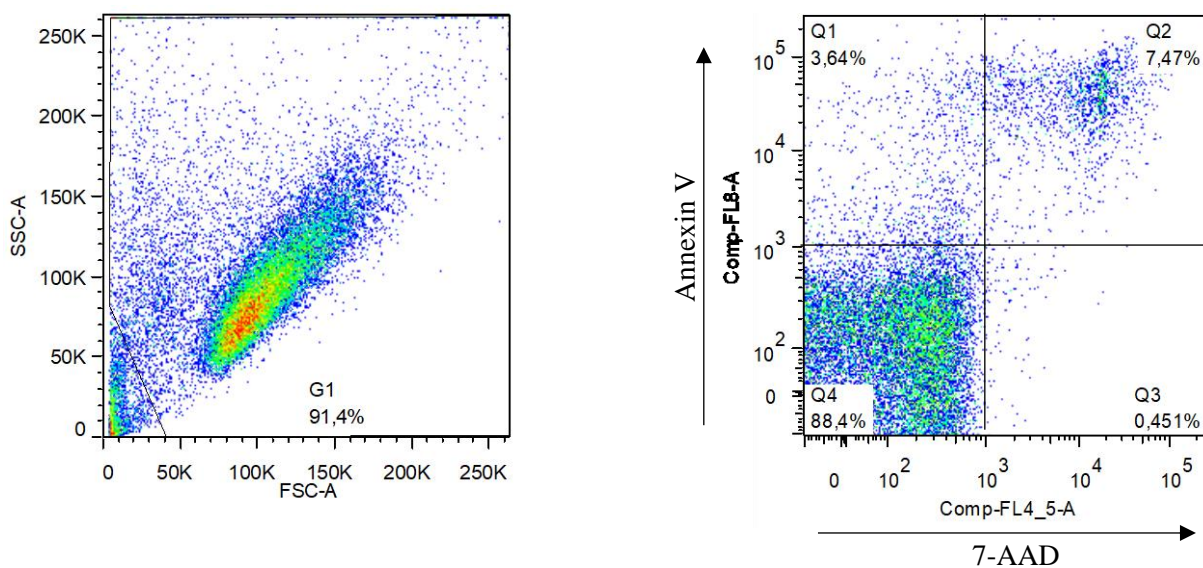 250K
200K
150K
100K
50K
0
SSC-A
G1
91,4%
0 50K 100K 150K 200K 250K
FSC-A
Annexin V
Comp-FL8-A
Q1
3,64%
Q2
7,47%
10^5
10^4
10^3
10^2
0
Q4
88,4%
Q3
0,451%
0 10^2 10^3 10^4 10^5
Comp-FL4_5-A
7-AAD